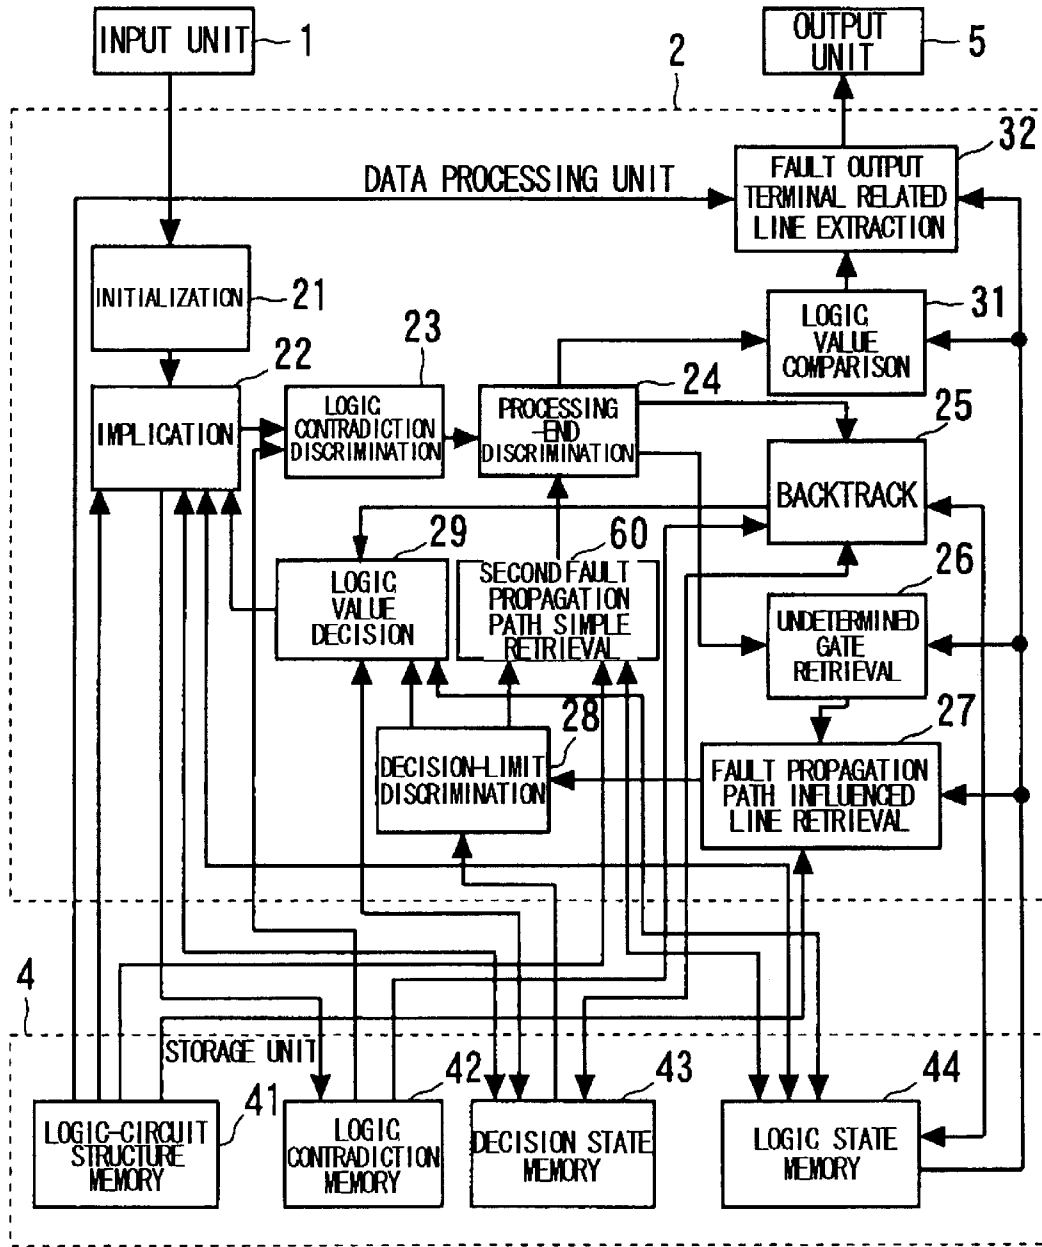 INPUT UNIT
1
OUTPUT
UNIT
5
2
32
DATA PROCESSING UNIT
FAULT OUTPUT
TERMINAL RELATED
LINE EXTRACTION
INITIALIZATION
21
31
LOGIC
VALUE
COMPARISON
22
23
24
25
IMPLICATION
LOGIC
CONTRADICTION
DISCRIMINATION
PROCESSING
-END
DISCRIMINATION
BACKTRACK
29
60
26
LOGIC
VALUE
DECISION
SECOND FAULT
PROPAGATION
PATH SIMPLE
RETRIEVAL
UNDETERMINED
GATE
RETRIEVAL
28
27
DECISION-LIMIT
DISCRIMINATION
FAULT PROPAGATION
PATH INFLUENCED
LINE RETRIEVAL
4
STORAGE UNIT
41
42
43
44
LOGIC-CIRCUIT
STRUCTURE
MEMORY
LOGIC
CONTRADICTION
MEMORY
DECISION STATE
MEMORY
LOGIC STATE
MEMORY